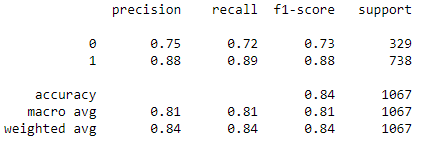 precision recall f1-score support
0 0.75 0.72 0.73 329
1 0.88 0.89 0.88 738
accuracy 0.84 1067
macro avg 0.81 0.81 0.81 1067
weighted avg 0.84 0.84 0.84 1067